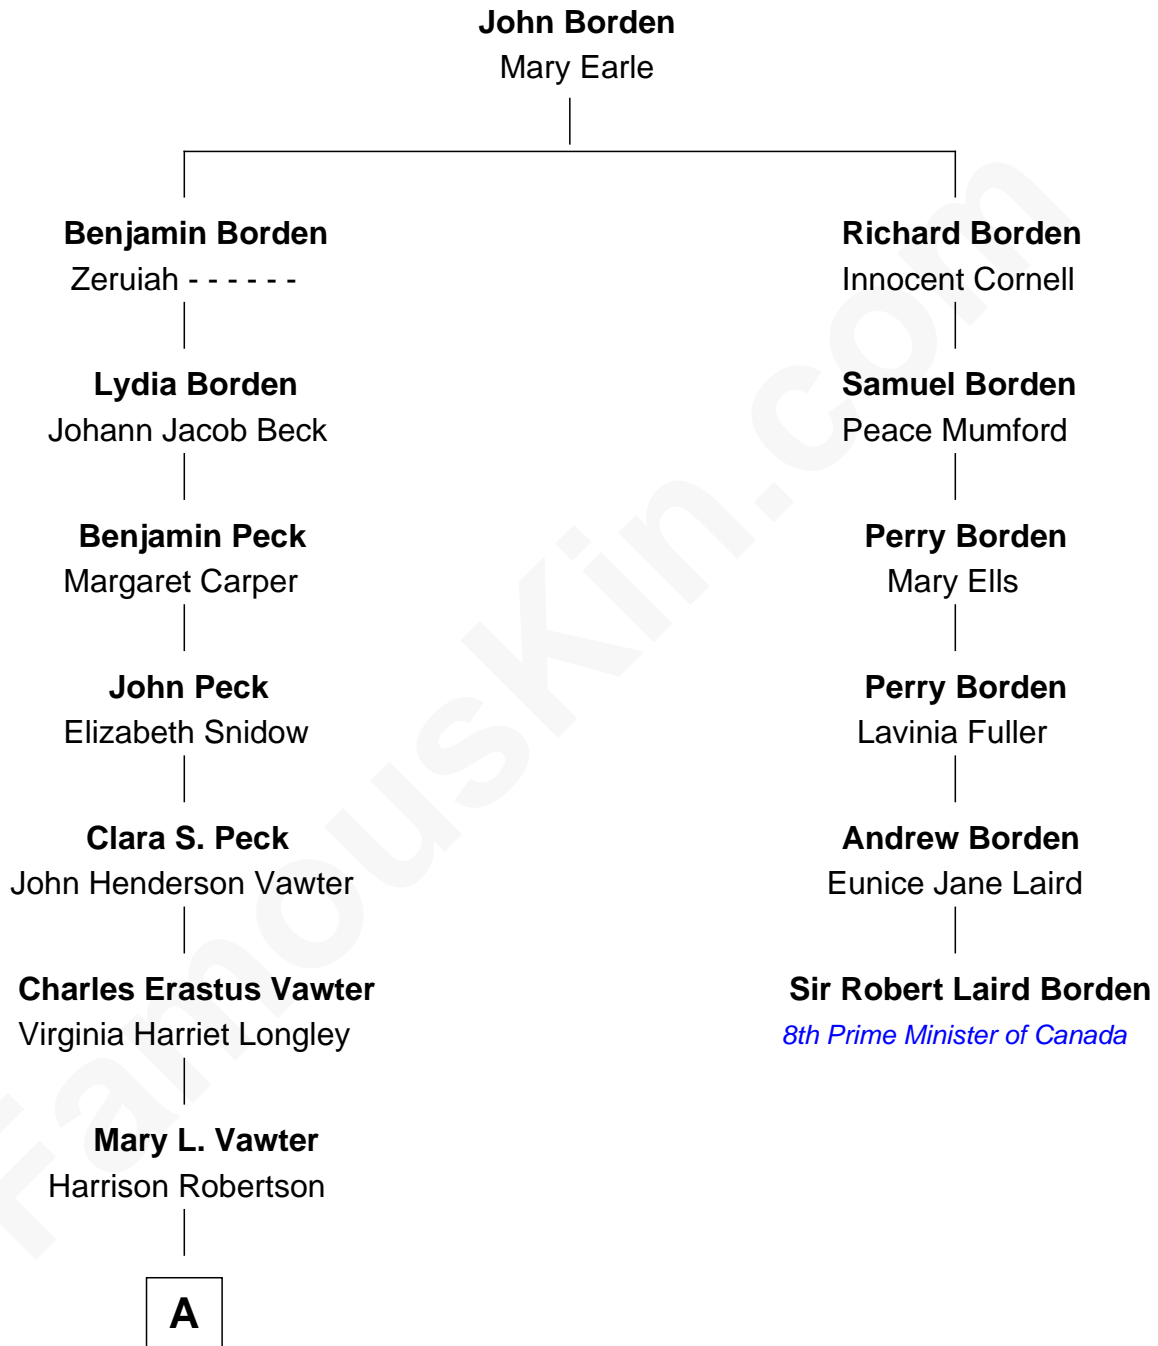 John Borden
Mary Earle
Benjamin Borden
Zeruiah - - - - - -
Richard Borden
Innocent Cornell
Lydia Borden
Johann Jacob Beck
Samuel Borden
Peace Mumford
Benjamin Peck
Margaret Carper
Perry Borden
Mary Ells
John Peck
Elizabeth Snidow
Perry Borden
Lavinia Fuller
Clara S. Peck
John Henderson Vawter
Andrew Borden
Eunice Jane Laird
Charles Erastus Vawter
Virginia Harriet Longley
Sir Robert Laird Borden
8th Prime Minister of Canada
Mary L. Vawter
Harrison Robertson
A
FamousKin.com